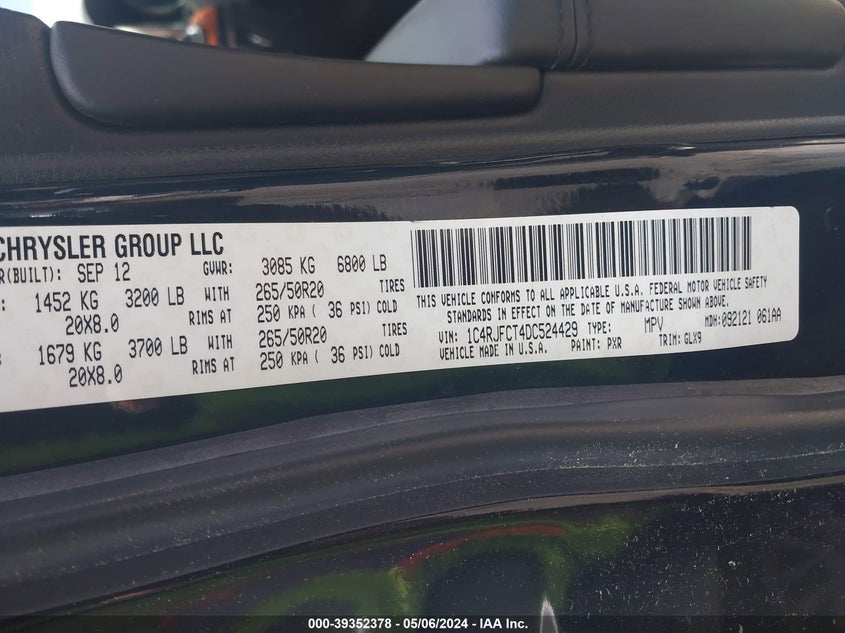 CHRYSLER GROUP LLC
R(BUILT): SEP 12 GVWR: 3085 KG 6800 LB
: 1452 KG 3200 LB WITH 265/50R20 TIRES
20X8.0 RIMS AT 250 KPA ( 36 PSI) COLD
: 1679 KG 3700 LB WITH 265/50R20 TIRES
20X8.0 RIMS AT 250 KPA ( 36 PSI) COLD
THIS VEHICLE CONFORMS TO ALL APPLICABLE U.S.A. FEDERAL MOTOR VEHICLE SAFETY
STANDARDS IN EFFECT ON THE DATE OF MANUFACTURE SHOWN ABOVE.
VIN: 1C4RJFCT4DC524429 TYPE: MPV MDH: 092121 061AA
VEHICLE MADE IN U.S.A. PAINT: PXR TRIM: GLX9
000-39352378 - 05/06/2024 - IAA Inc.